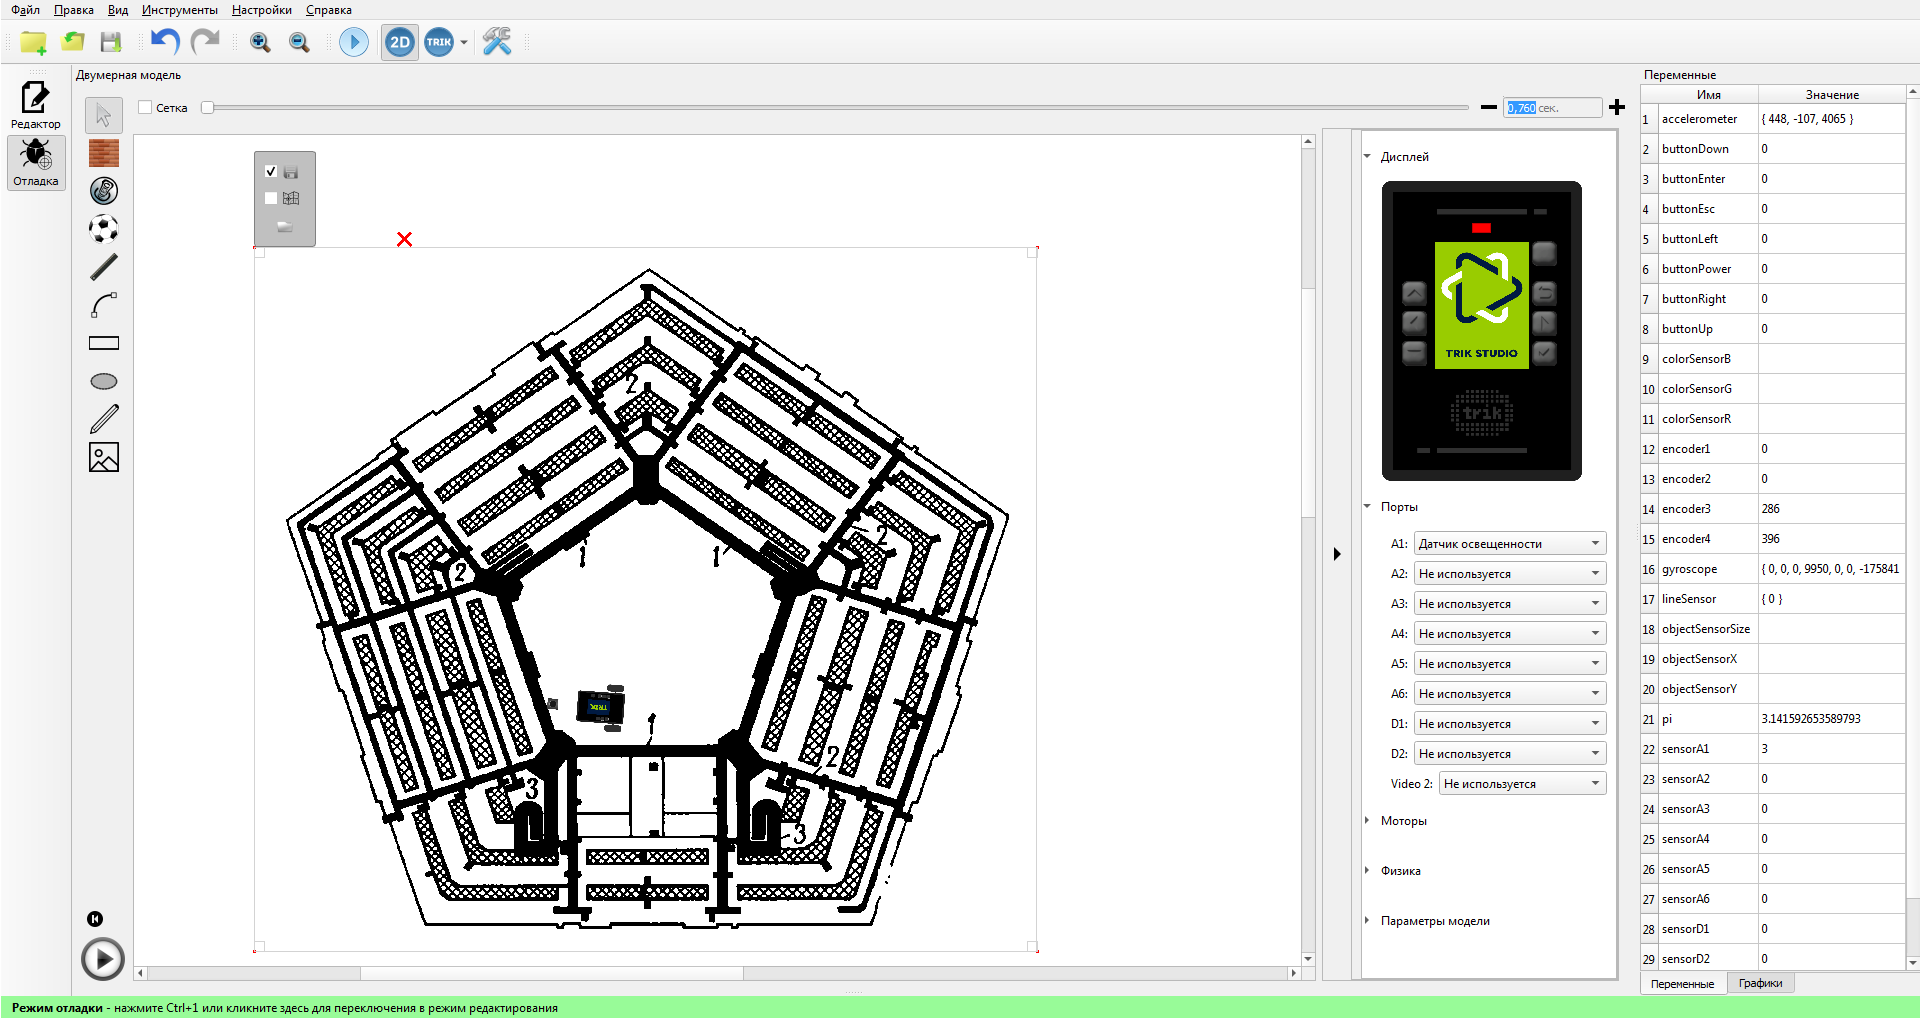 Файл Правка Вид Инструменты Настройки Справка
2D TRIK
Редактор
Отладка
Двумерная модель
Сетка
0,760 сек.
2
2
2
1
1
1
2
3
3
TRIK
Дисплей
TRIK STUDIO
trik
Порты
A1: Датчик освещенности
A2: Не используется
A3: Не используется
A4: Не используется
A5: Не используется
A6: Не используется
D1: Не используется
D2: Не используется
Video 2: Не используется
Моторы
Физика
Параметры модели
Переменные
Имя Значение
1 accelerometer { 448, -107, 4065 }
2 buttonDown 0
3 buttonEnter 0
4 buttonEsc 0
5 buttonLeft 0
6 buttonPower 0
7 buttonRight 0
8 buttonUp 0
9 colorSensorB
10 colorSensorG
11 colorSensorR
12 encoder1 0
13 encoder2 0
14 encoder3 286
15 encoder4 396
16 gyroscope { 0, 0, 0, 9950, 0, 0, -175841
17 lineSensor { 0 }
18 objectSensorSize
19 objectSensorX
20 objectSensorY
21 pi 3.141592653589793
22 sensorA1 3
23 sensorA2 0
24 sensorA3 0
25 sensorA4 0
26 sensorA5 0
27 sensorA6 0
28 sensorD1 0
29 sensorD2 0
Переменные Графики
Режим отладки - нажмите Ctrl+1 или кликните здесь для переключения в режим редактирования